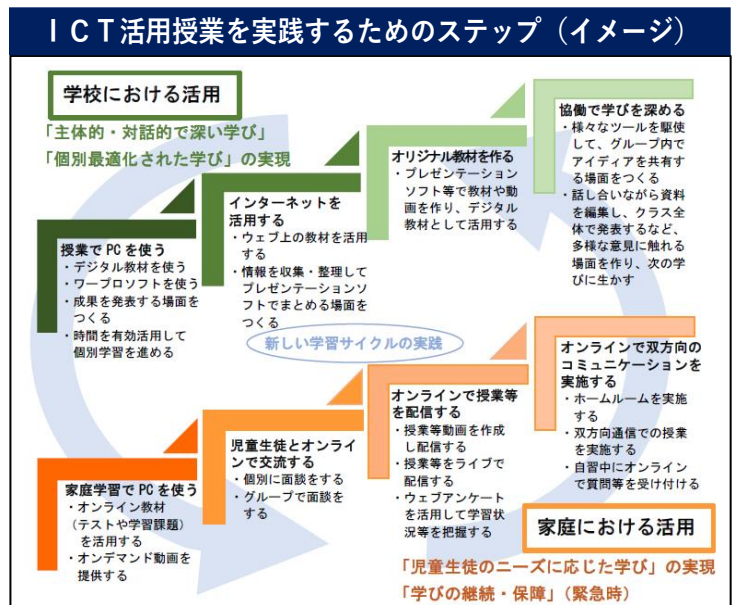 ＩＣＴ活用授業を実践するためのステップ（イメージ）
学校における活用
「主体的・対話的で深い学び」
「個別最適化された学び」の実現
授業でPCを使う
・デジタル教材を使う
・ワープロソフトを使う
・成果を発表する場面を
つくる
・時間を有効活用して
個別学習を進める
インターネットを
活用する
・ウェブ上の教材を活用
する
・情報を収集・整理して
プレゼンテーションソ
フトでまとめる場面を
つくる
オリジナル教材を作る
・プレゼンテーション
ソフト等で教材や動
画を作り、デジタル
教材として活用する
協働で学びを深める
・様々なツールを駆使
して、グループ内で
アイディアを共有す
る場面をつくる
・話し合いながら資料
を編集し、クラス全
体で発表するなど、
多様な意見に触れる
場面を作り、次の学
びに生かす
新しい学習サイクルの実践
家庭学習でPCを使う
・オンライン教材
（テストや学習課題）
を活用する
・オンデマンド動画を
提供する
児童生徒とオンライ
ンで交流する
・個別に面談をする
・グループで面談を
する
オンラインで授業等
を配信する
・授業等動画を作成
し配信する
・授業等をライブで
配信する
・ウェブアンケート
を活用して学習状
況等を把握する
オンラインで双方向の
コミュニケーションを
実施する
・ホームルームを実施
する
・双方向通信での授業
を実施する
・自習中にオンライン
で質問等を受け付ける
家庭における活用
「児童生徒のニーズに応じた学び」の実現
「学びの継続・保障」（緊急時）